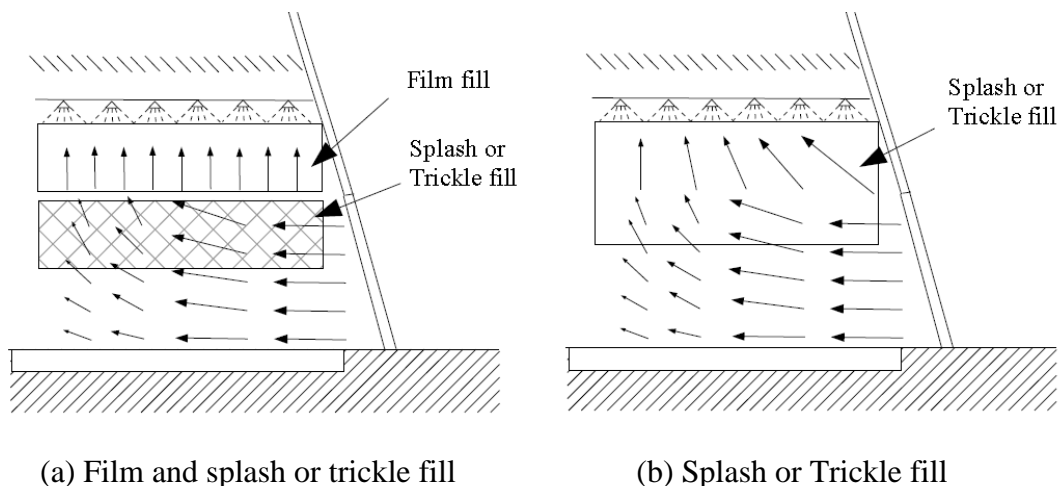 Film fill
Splash or
Trickle fill
(a) Film and splash or trickle fill
Splash or
Trickle fill
(b) Splash or Trickle fill